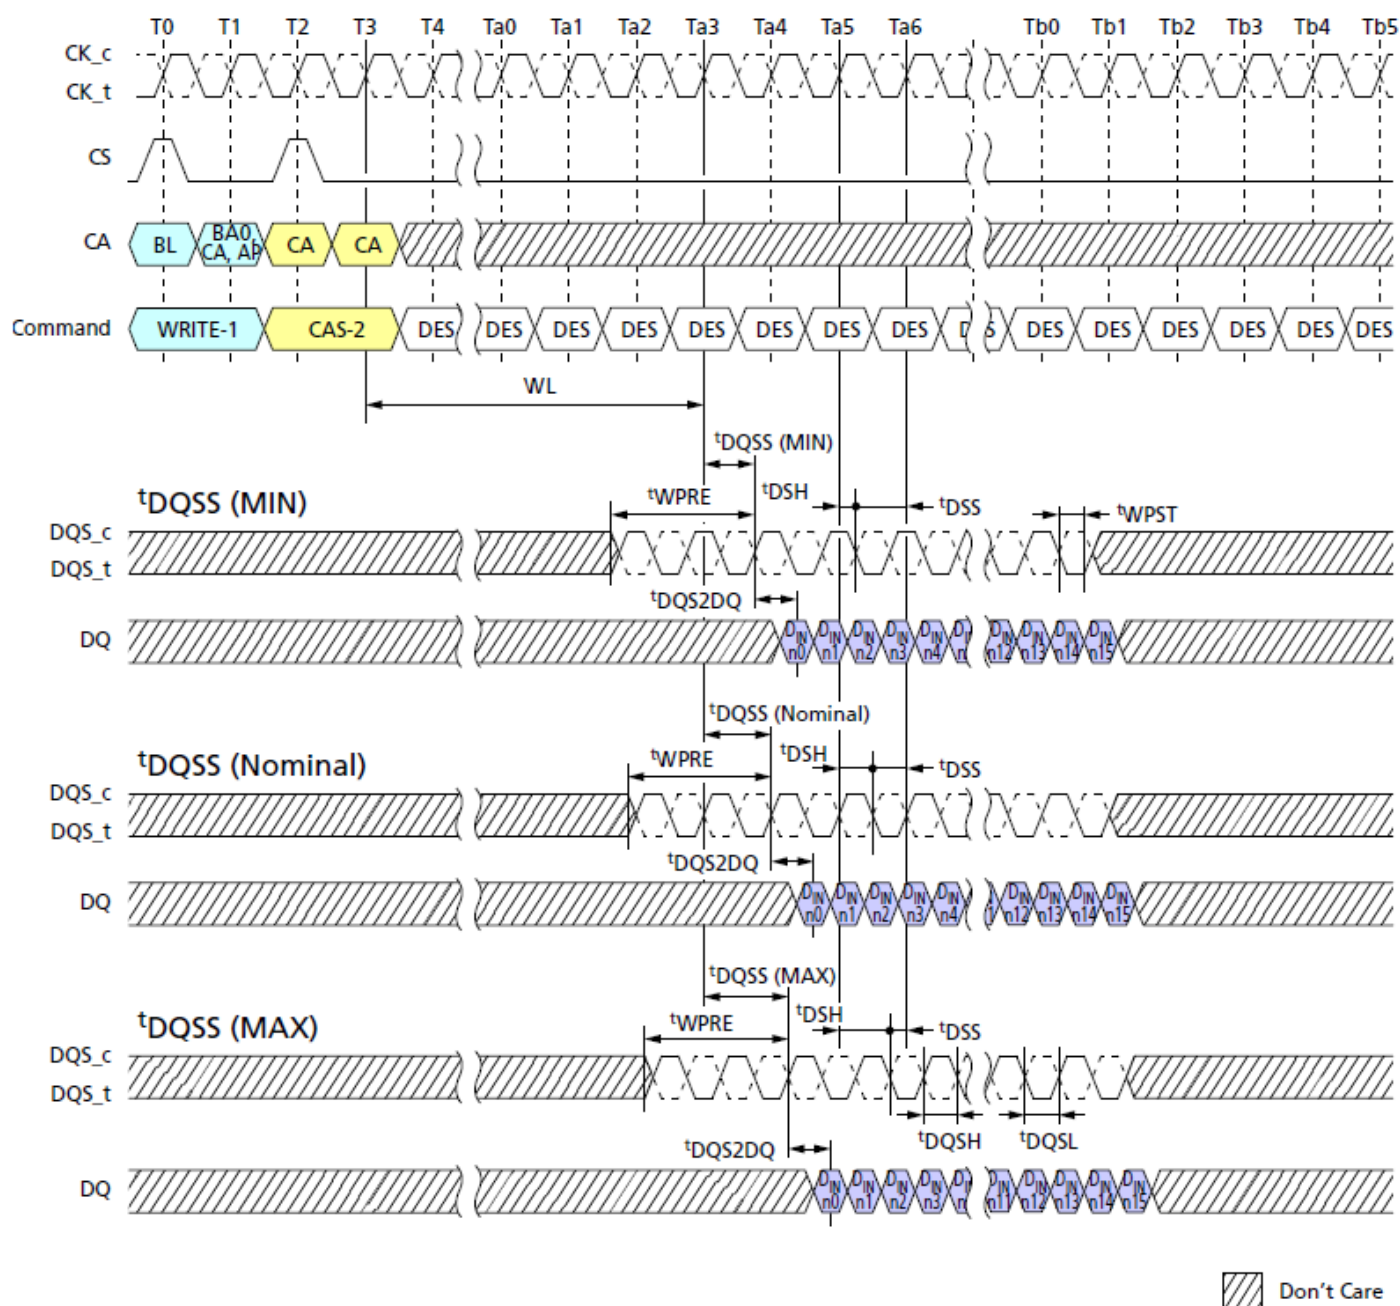 T0 T1 T2 T3 T4 Ta0 Ta1 Ta2 Ta3 Ta4 Ta5 Ta6 Tb0 Tb1 Tb2 Tb3 Tb4 Tb5
CK_c
CK_t
CS
CA BL BA0, CA, AP CA CA
Command WRITE-1 CAS-2 DES DES DES DES DES DES DES DES DES DES DES DES DES DES
WL
tDQSS (MIN)
tDQSS (MIN) tWPRE tDSH tDSS tWPST
DQS_c
DQS_t
tDQS2DQ
DQ DIN n0 DIN n1 DIN n2 DIN n3 DIN n4 DIN n12 DIN n13 DIN n14 DIN n15
tDQSS (Nominal)
tDQSS (Nominal) tWPRE tDSH tDSS
DQS_c
DQS_t
tDQS2DQ
DQ DIN n0 DIN n1 DIN n2 DIN n3 DIN n4 DIN n12 DIN n13 DIN n14 DIN n15
tDQSS (MAX)
tDQSS (MAX) tWPRE tDSH tDSS
DQS_c
DQS_t
tDQSH tDQSL
tDQS2DQ
DQ DIN n0 DIN n1 DIN n2 DIN n3 DIN n11 DIN n12 DIN n13 DIN n14 DIN n15
Don't Care